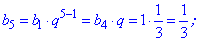 b₅ = b₁ · q⁵⁻¹ = b₄ · q = 1 · 1/3 = 1/3 ;